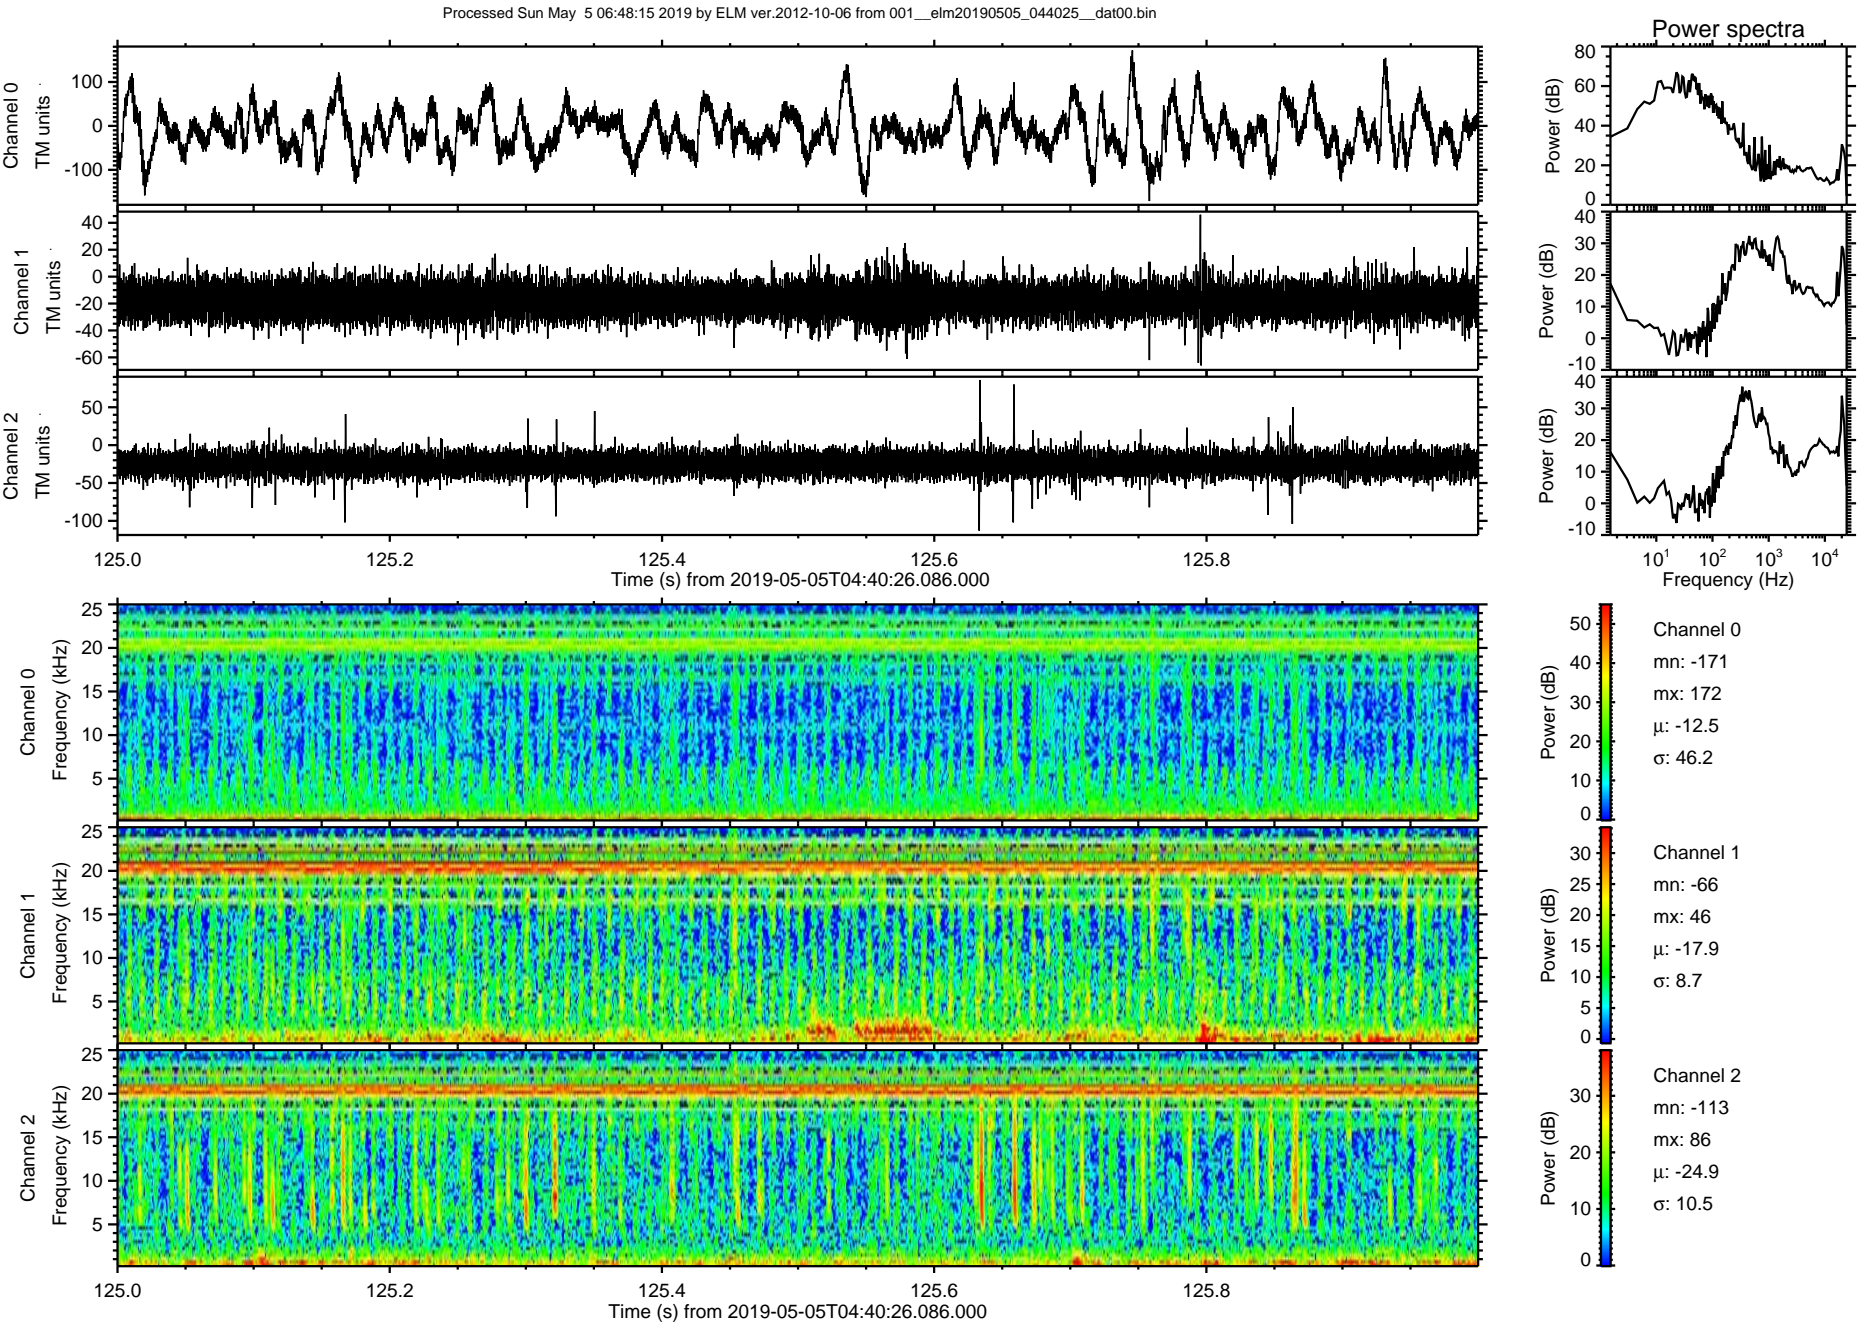 Processed Sun May  5 06:48:15 2019 by ELM ver.2012-10-06 from 001__elm20190505_044025__dat00.bin
Power spectra
Channel 0
TM units
100
0
-100
Power (dB)
80
60
40
20
0
Channel 1
TM units
40
20
0
-20
-40
-60
Power (dB)
40
30
20
10
0
-10
Channel 2
TM units
50
0
-50
-100
Power (dB)
40
30
20
10
0
-10
125.0 125.2 125.4 125.6 125.8
Time (s) from 2019-05-05T04:40:26.086.000
10^1 10^2 10^3 10^4
Frequency (Hz)
Channel 0
Frequency (kHz)
25
20
15
10
5
Power (dB)
50
40
30
20
10
0
Channel 0
mn: -171
mx: 172
μ: -12.5
σ: 46.2
Channel 1
Frequency (kHz)
25
20
15
10
5
Power (dB)
30
25
20
15
10
5
0
Channel 1
mn: -66
mx: 46
μ: -17.9
σ: 8.7
Channel 2
Frequency (kHz)
25
20
15
10
5
Power (dB)
30
20
10
0
Channel 2
mn: -113
mx: 86
μ: -24.9
σ: 10.5
125.0 125.2 125.4 125.6 125.8
Time (s) from 2019-05-05T04:40:26.086.000